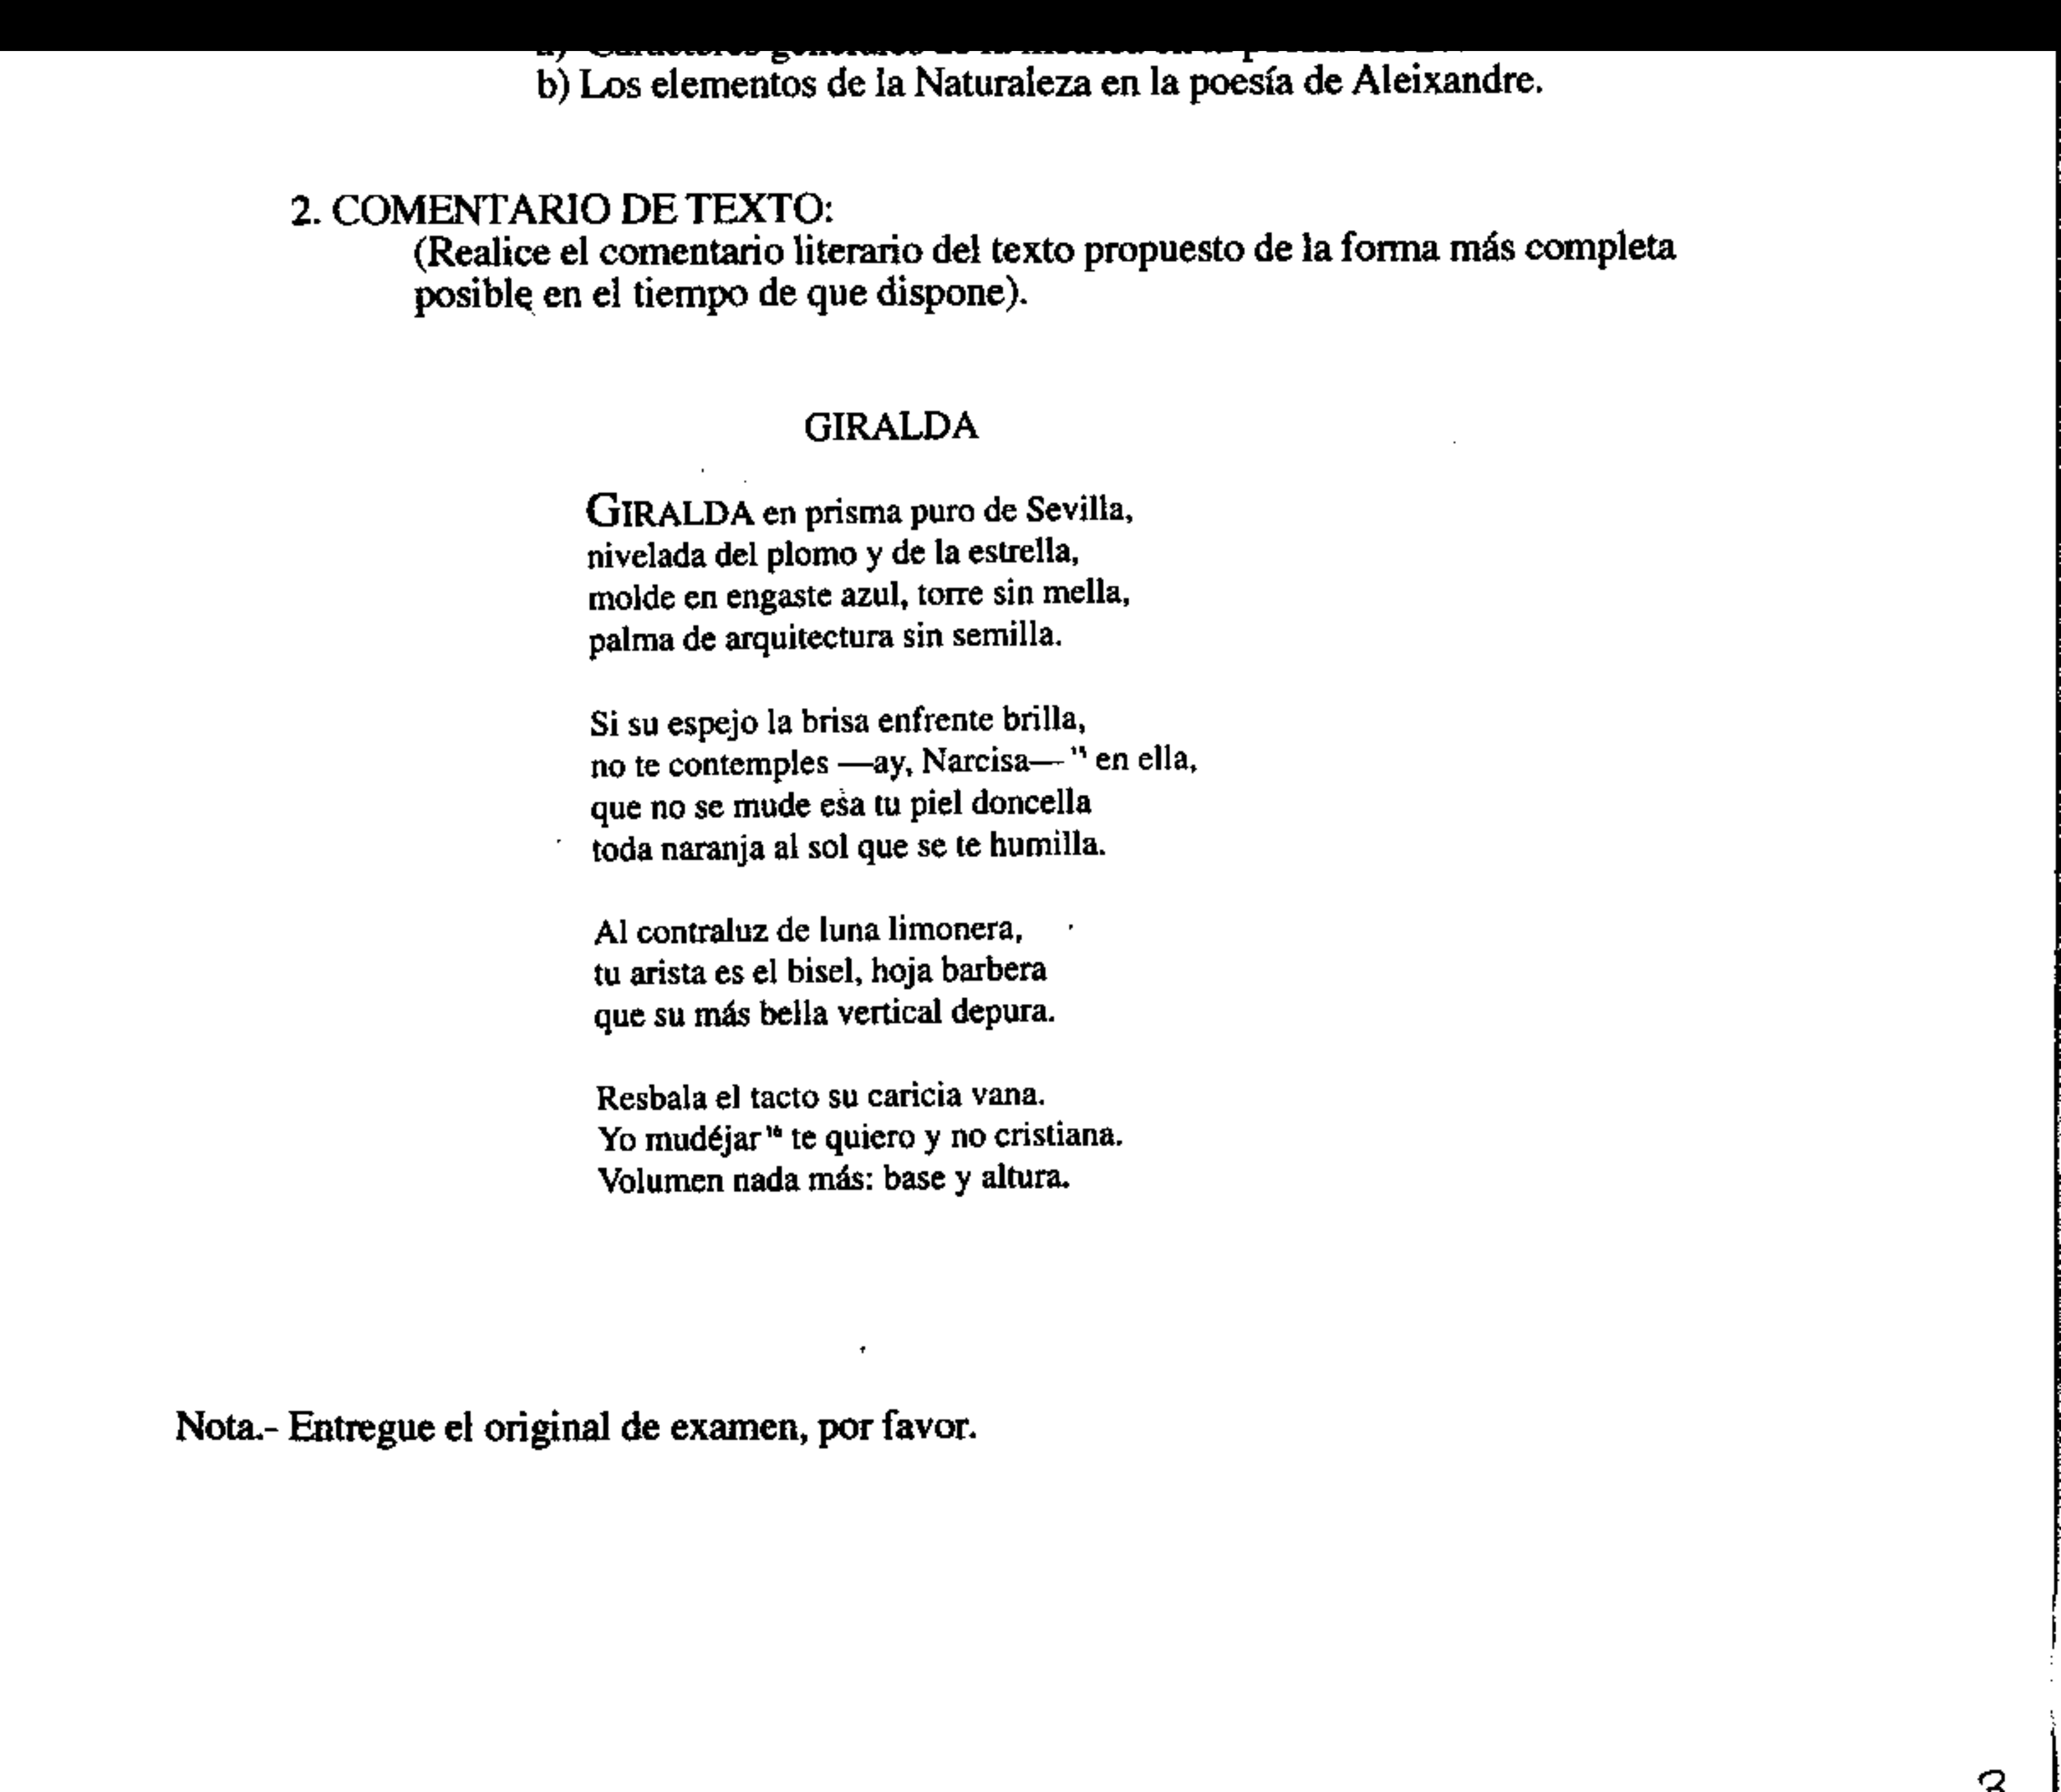 b) Los elementos de la Naturaleza en la poesía de Aleixandre.
2. COMENTARIO DE TEXTO:
(Realice el comentario literario del texto propuesto de la forma más completa
posible en el tiempo de que dispone).
GIRALDA
GIRALDA en prisma puro de Sevilla,
nivelada del plomo y de la estrella,
molde en engaste azul, torre sin mella,
palma de arquitectura sin semilla.
Si su espejo la brisa enfrente brilla,
no te contemples —ay, Narcisa— ¹⁵ en ella,
que no se mude esa tu piel doncella
toda naranja al sol que se te humilla.
Al contraluz de luna limonera,
tu arista es el bisel, hoja barbera
que su más bella vertical depura.
Resbala el tacto su caricia vana.
Yo mudéjar ¹⁶ te quiero y no cristiana.
Volumen nada más: base y altura.
Nota.- Entregue el original de examen, por favor.